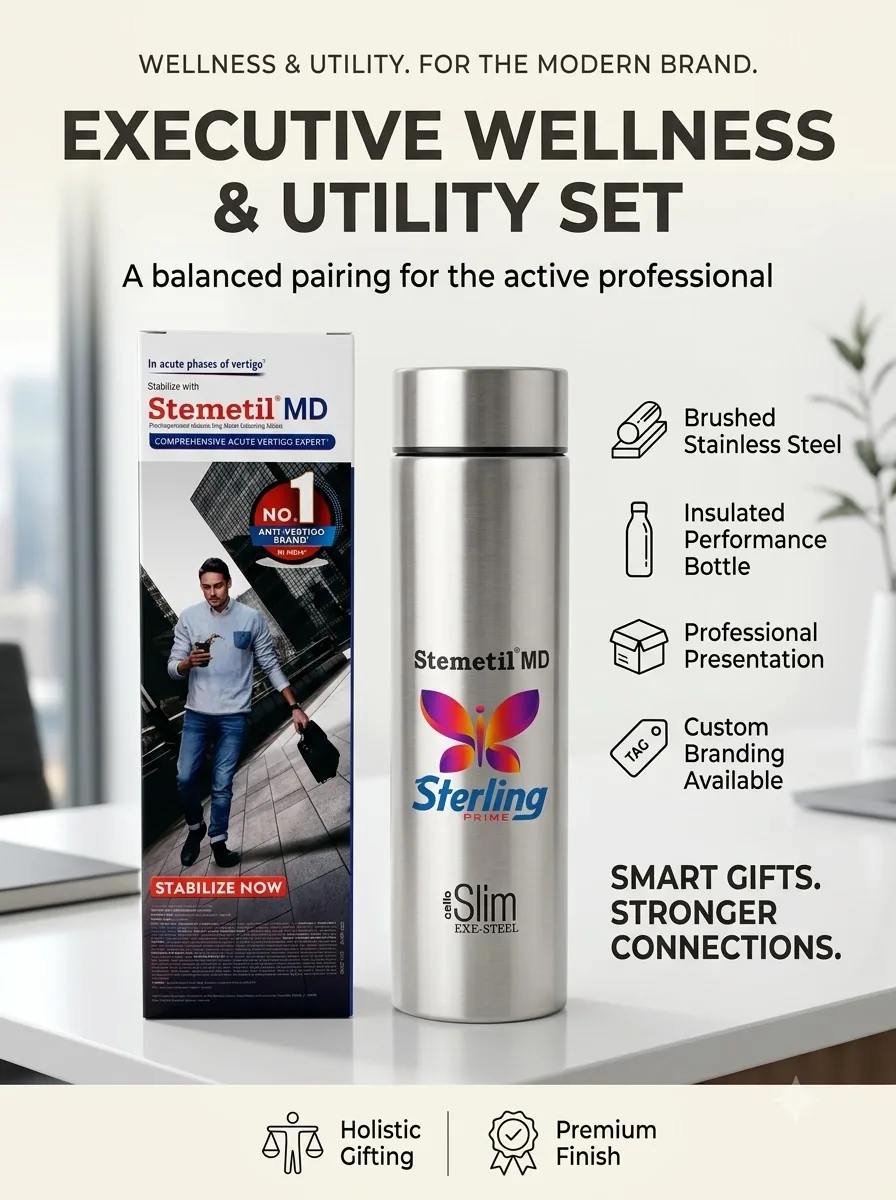 WELLNESS & UTILITY. FOR THE MODERN BRAND.
EXECUTIVE WELLNESS
& UTILITY SET
A balanced pairing for the active professional
In acute phases of vertigo
Stabilize with
Stemetil® MD
COMPREHENSIVE ACUTE VERTIGO EXPERT
NO.1
ANTI-VERTIGO
BRAND
STABILIZE NOW
Stemetil® MD
Sterling
PRIME
cello Slim
EXE-STEEL
Brushed
Stainless Steel
Insulated
Performance
Bottle
Professional
Presentation
TAG
Custom
Branding
Available
SMART GIFTS.
STRONGER
CONNECTIONS.
Holistic
Gifting
Premium
Finish